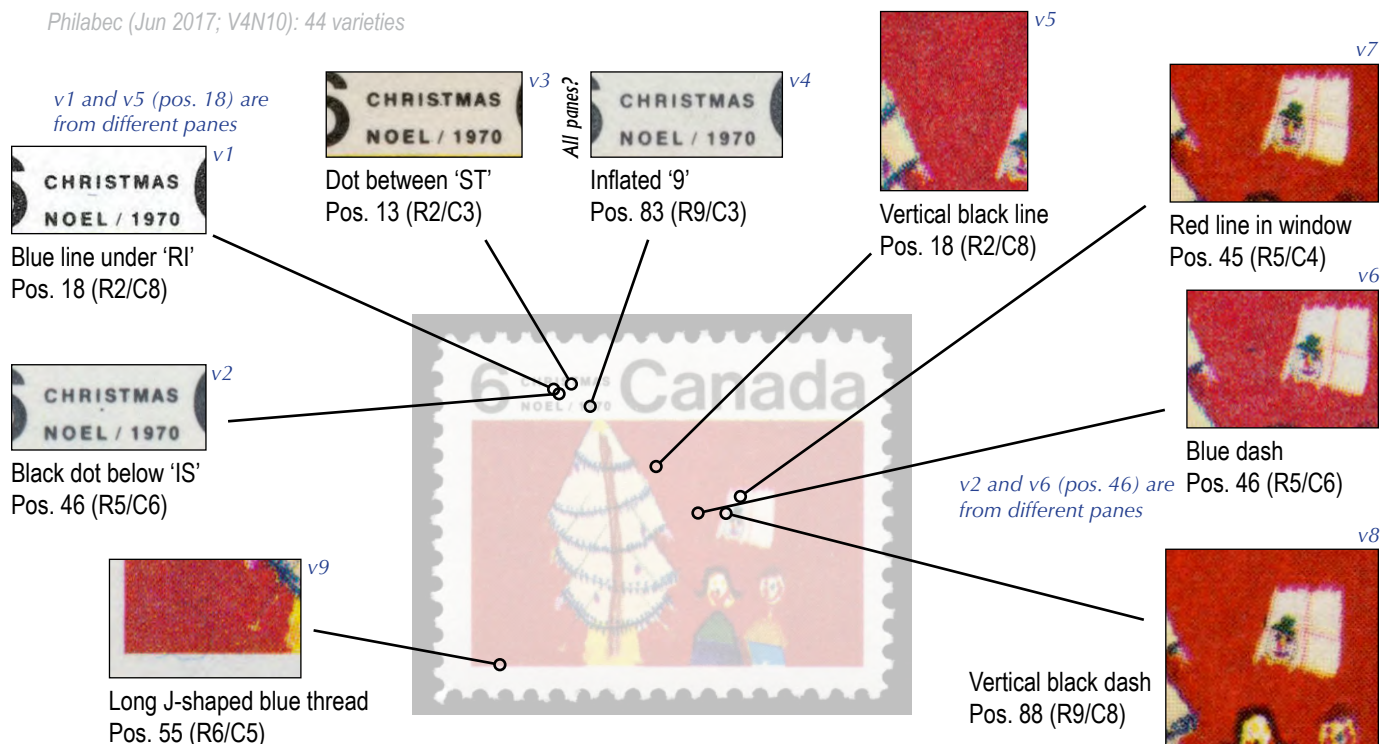 Philabec (Jun 2017; V4N10): 44 varieties
v1 and v5 (pos. 18) are
from different panes
v1
6 CHRISTMAS
NOEL / 1970
Blue line under ‘RI’
Pos. 18 (R2/C8)
v3
6 CHRISTMAS
NOEL / 1970
Dot between ‘ST’
Pos. 13 (R2/C3)
All panes?
v4
CHRISTMAS
NOEL / 1970
Inflated ‘9’
Pos. 83 (R9/C3)
v5
Vertical black line
Pos. 18 (R2/C8)
v7
Red line in window
Pos. 45 (R5/C4)
v6
Blue dash
Pos. 46 (R5/C6)
v2
CHRISTMAS
NOEL / 1970
Black dot below ‘IS’
Pos. 46 (R5/C6)
6 CHRISTMAS Canada
NOEL / 1970
v2 and v6 (pos. 46) are
from different panes
v8
Vertical black dash
Pos. 88 (R9/C8)
v9
Long J-shaped blue thread
Pos. 55 (R6/C5)